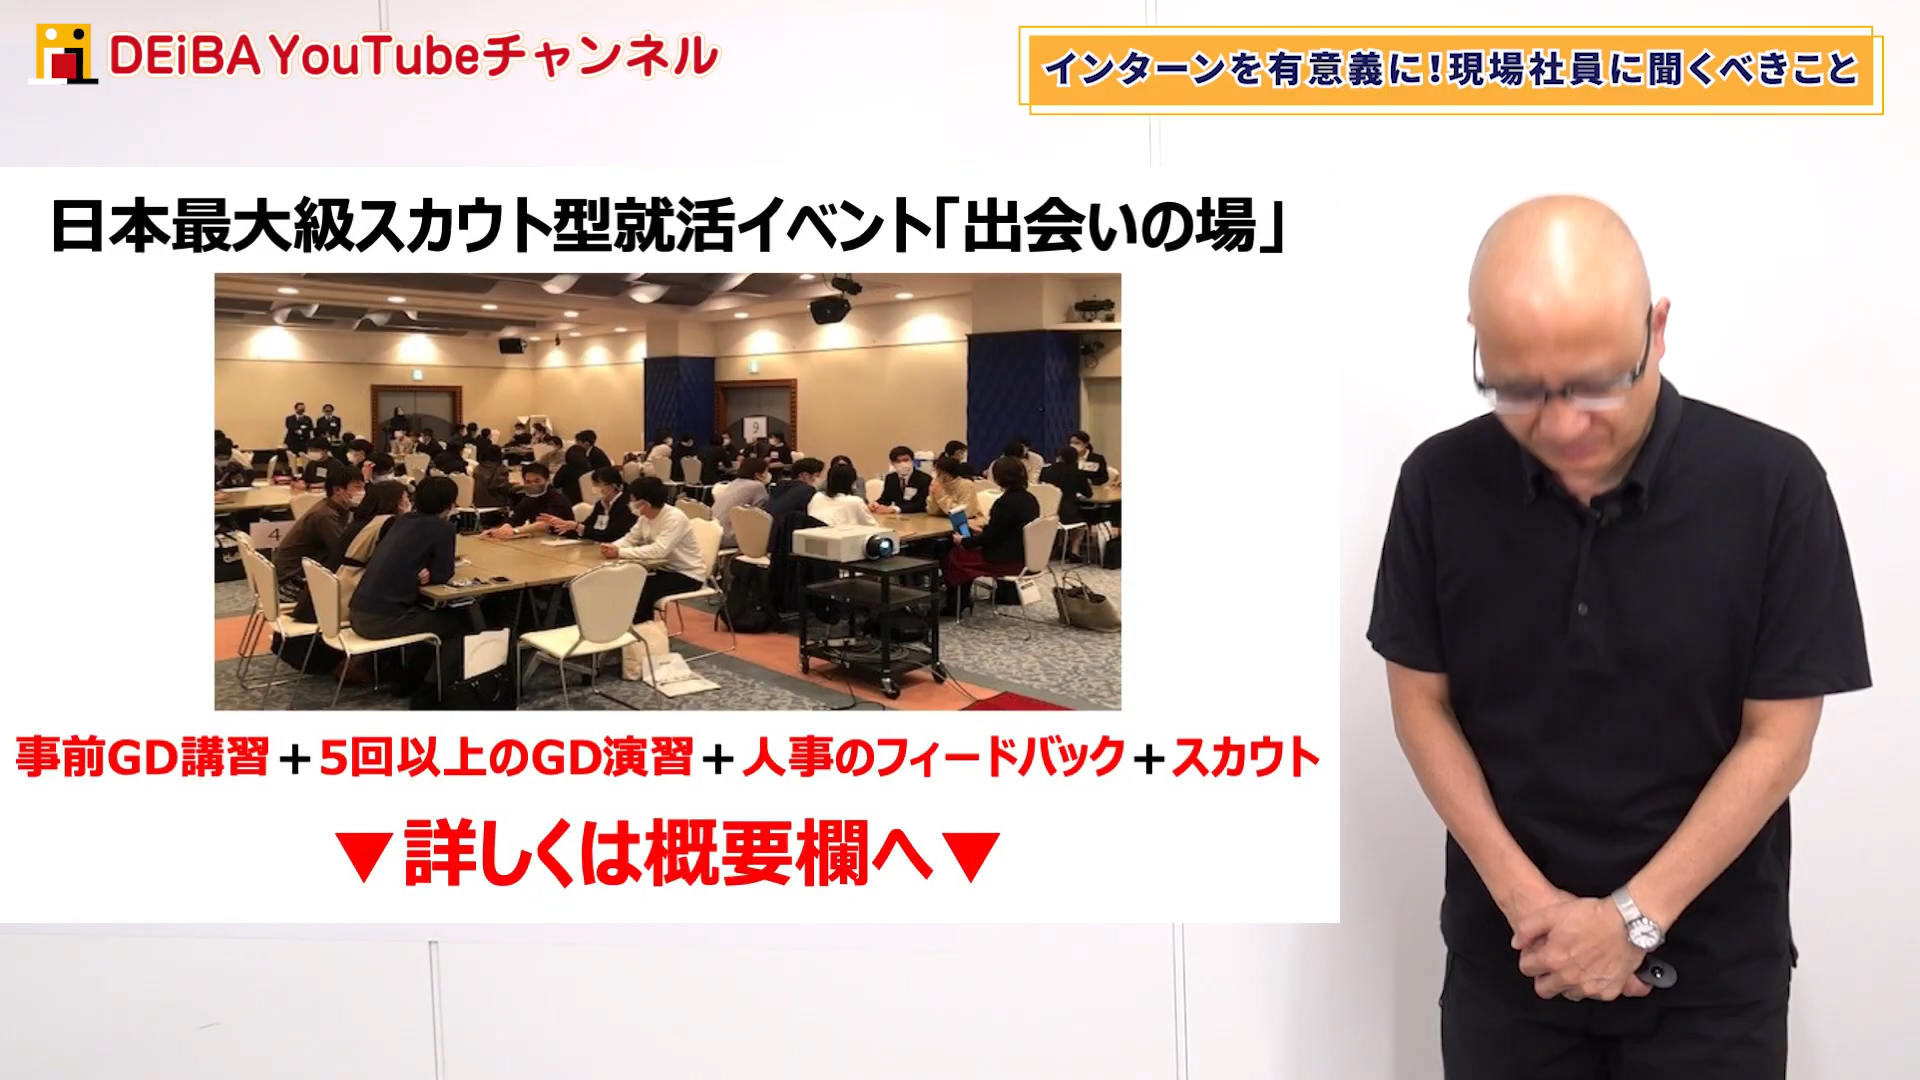 DEiBA YouTubeチャンネル
インターンを有意義に!現場社員に聞くべきこと
日本最大級スカウト型就活イベント「出会いの場」
9
4
事前GD講習+5回以上のGD演習+人事のフィードバック+スカウト
▼詳しくは概要欄へ▼